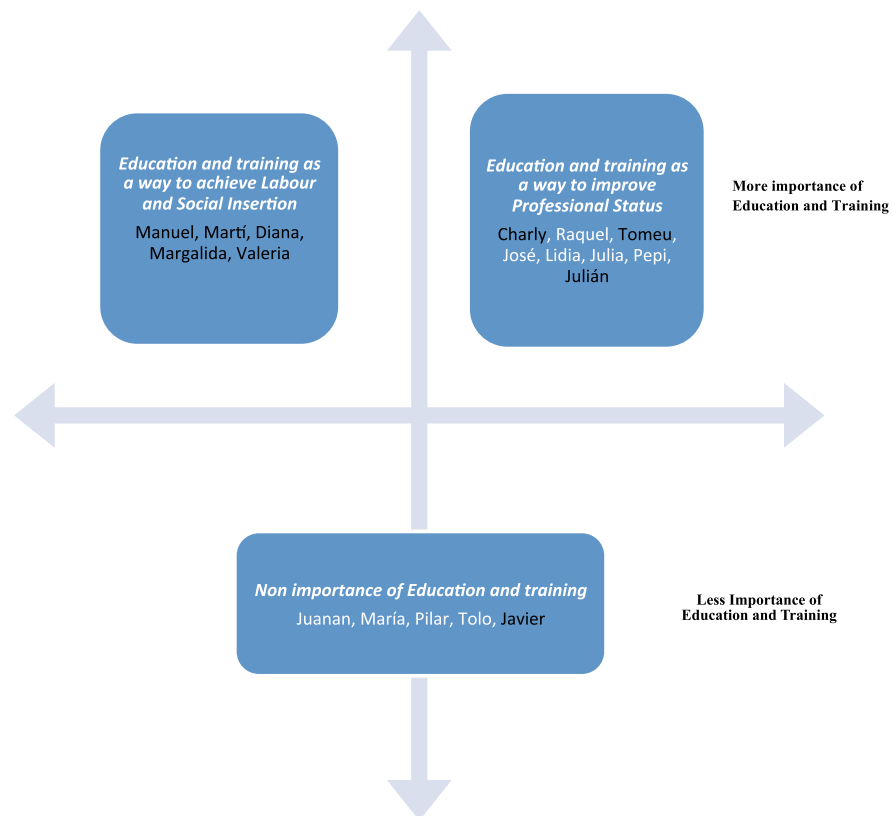 Education and training as
a way to achieve Labour
and Social Insertion
Manuel, Martí, Diana,
Margalida, Valeria
Education and training as
a way to improve
Professional Status
Charly, Raquel, Tomeu,
José, Lidia, Julia, Pepi,
Julián
More importance of
Education and Training
Non importance of Education and training
Juanan, María, Pilar, Tolo, Javier
Less Importance of
Education and Training